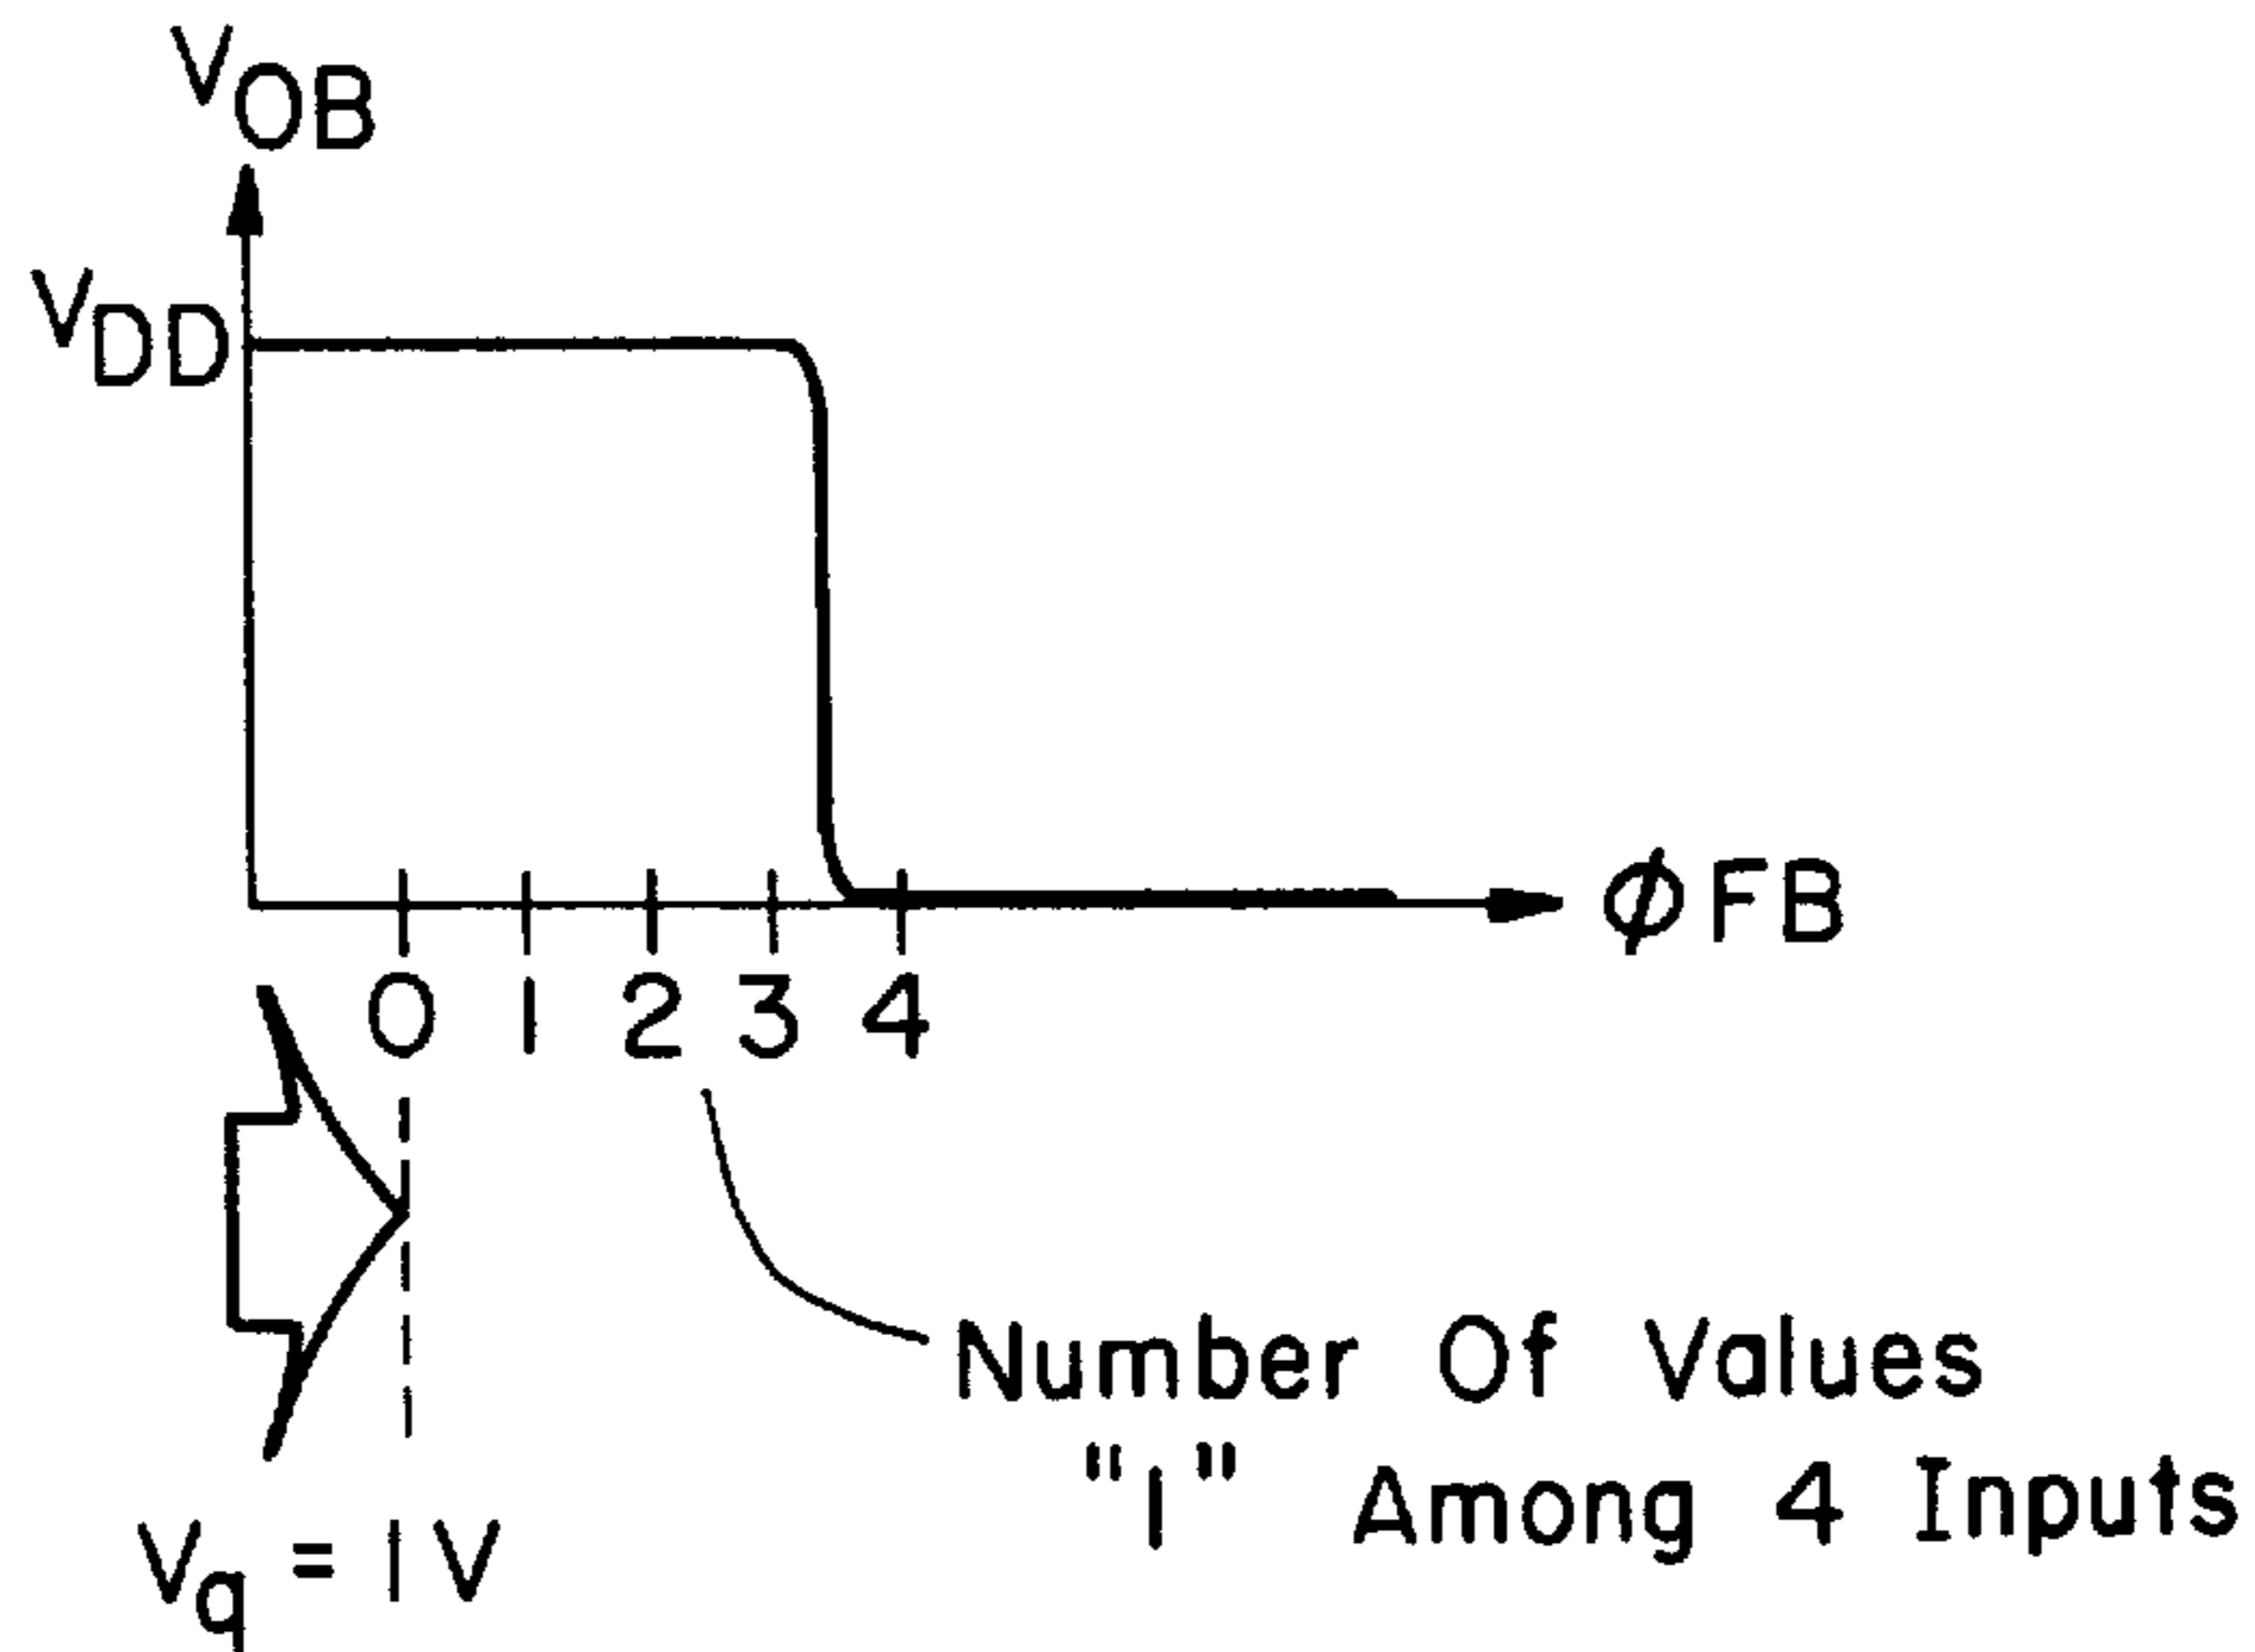 VOB
VDD
ϕFB
0 1 2 3 4
Number Of Values
"1" Among 4 Inputs
Vq = 1V